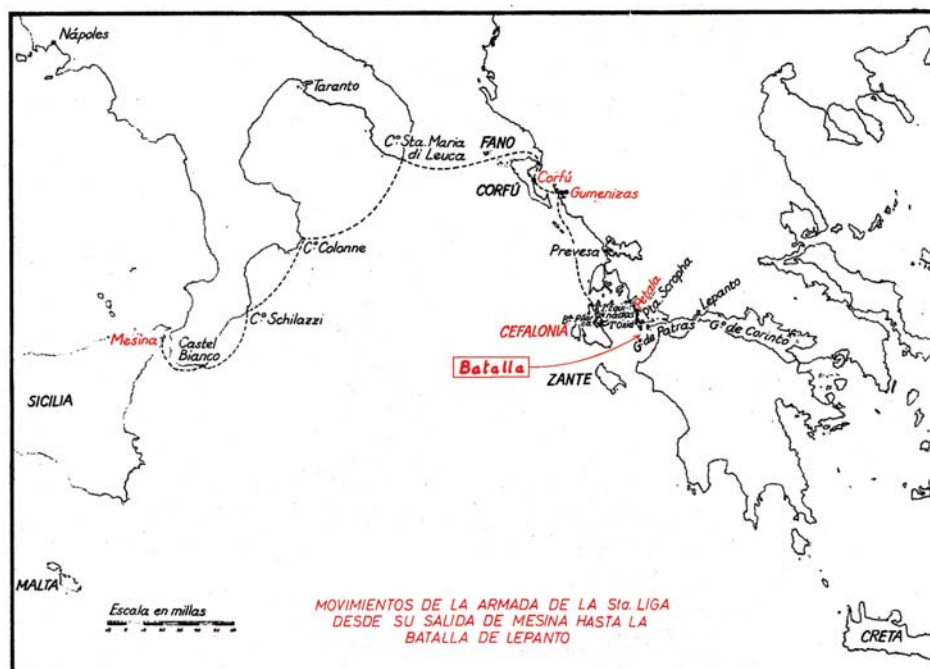 Nápoles
Taranto
Cº Sta. Maria
di Leuca
FANO
CORFÚ
Corfú
Gumenizas
Cº Colonne
Prevesa
Petala
Pta. Scropha
Lepanto
Gº de Patras
Gº de Corinto
CEFALONIA
Cº Schilazzi
Mesina
Castel
Bianco
Batalla
ZANTE
SICILIA
MALTA
Escala en millas
MOVIMIENTOS DE LA ARMADA DE LA Sta. LIGA
DESDE SU SALIDA DE MESINA HASTA LA
BATALLA DE LEPANTO
CRETA